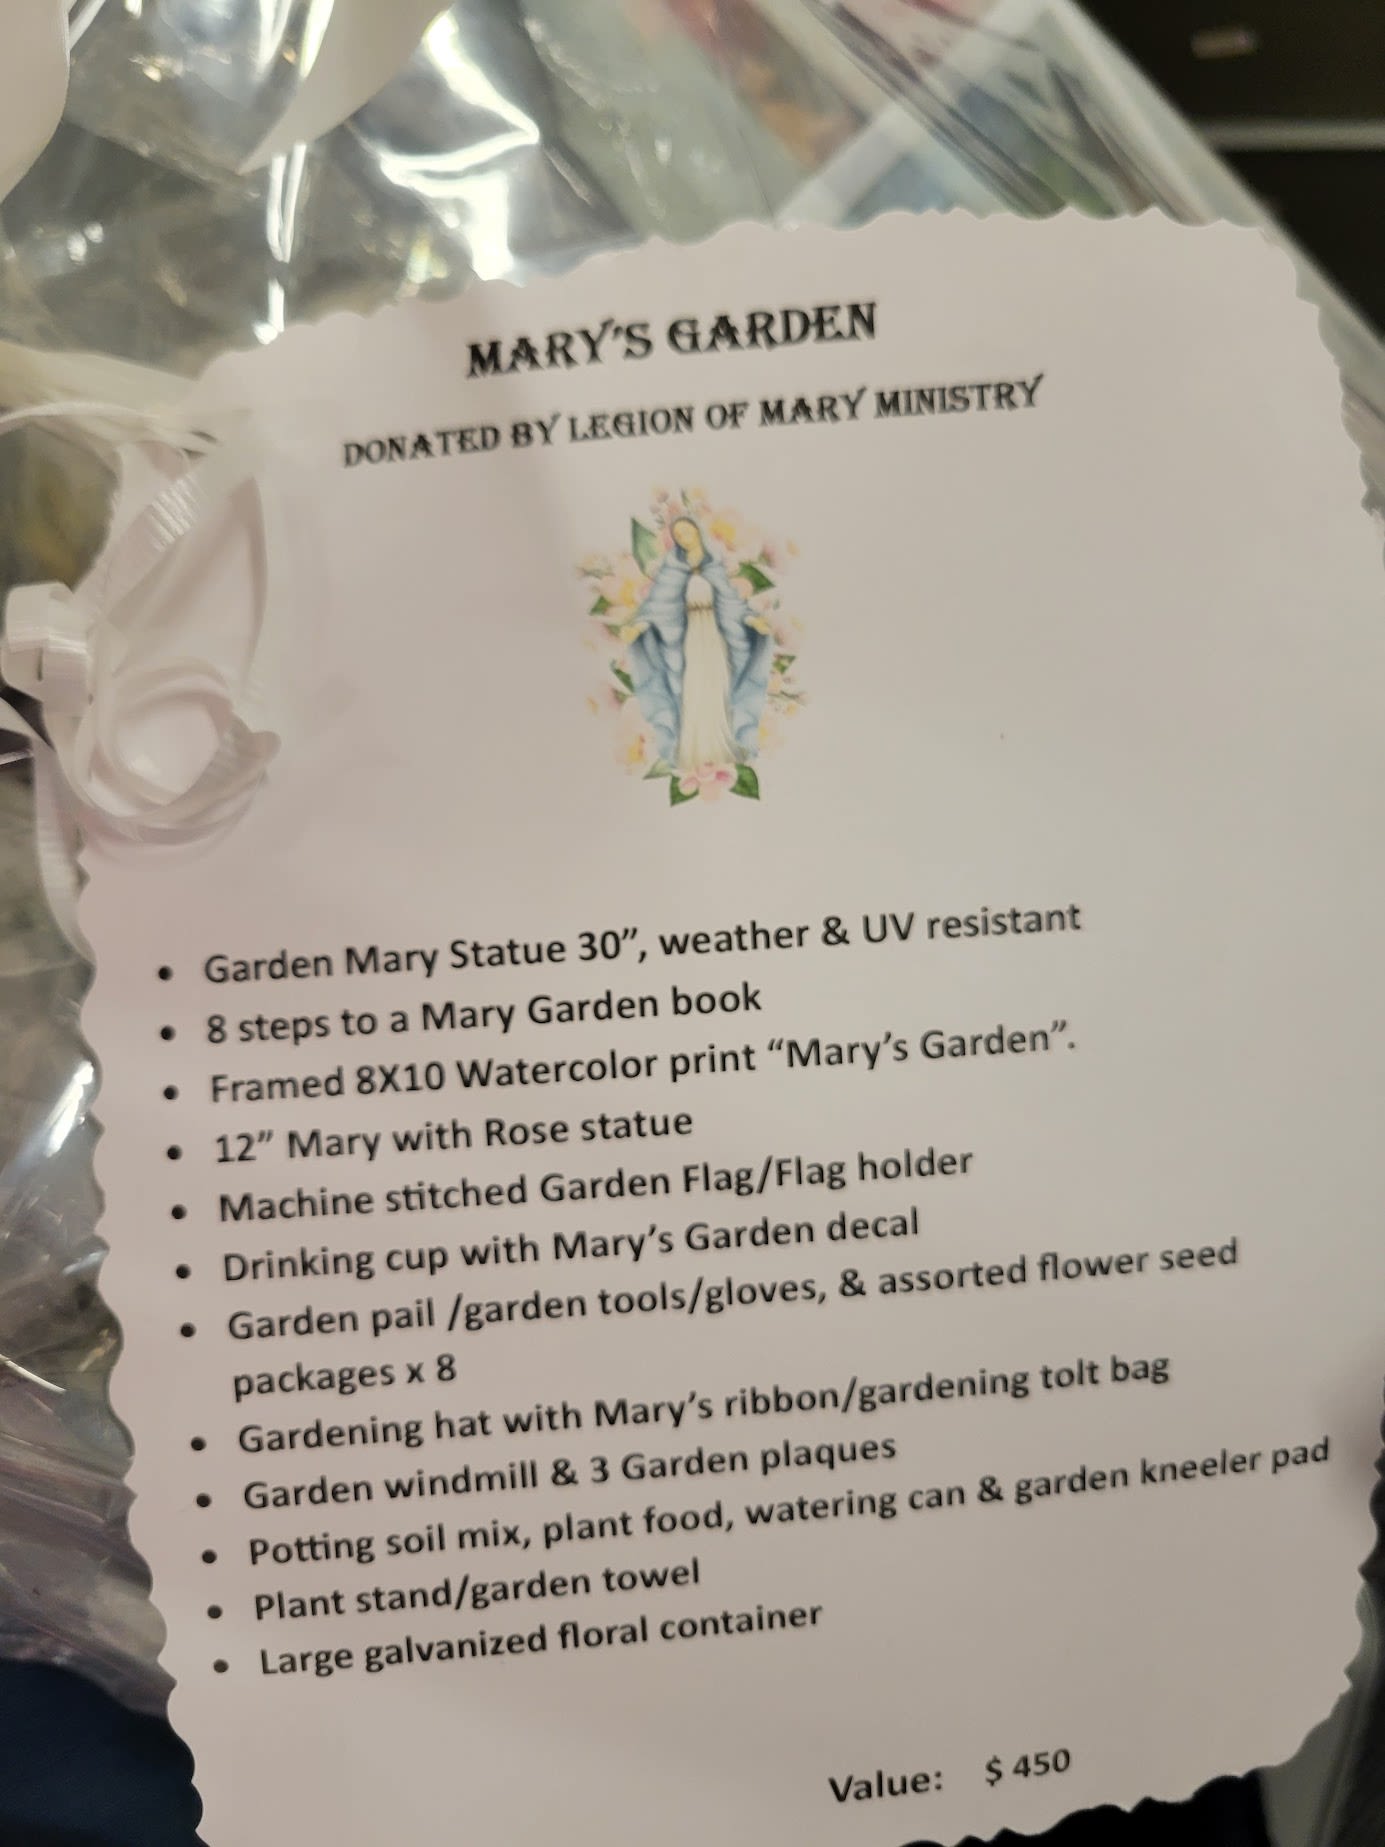 MARY'S GARDEN
DONATED BY LEGION OF MARY MINISTRY
• Garden Mary Statue 30”, weather & UV resistant
• 8 steps to a Mary Garden book
• Framed 8X10 Watercolor print “Mary’s Garden”.
• 12” Mary with Rose statue
• Machine stitched Garden Flag/Flag holder
• Drinking cup with Mary’s Garden decal
• Garden pail /garden tools/gloves, & assorted flower seed
packages x 8
• Gardening hat with Mary’s ribbon/gardening tolt bag
• Garden windmill & 3 Garden plaques
• Potting soil mix, plant food, watering can & garden kneeler pad
• Plant stand/garden towel
• Large galvanized floral container
Value: $ 450